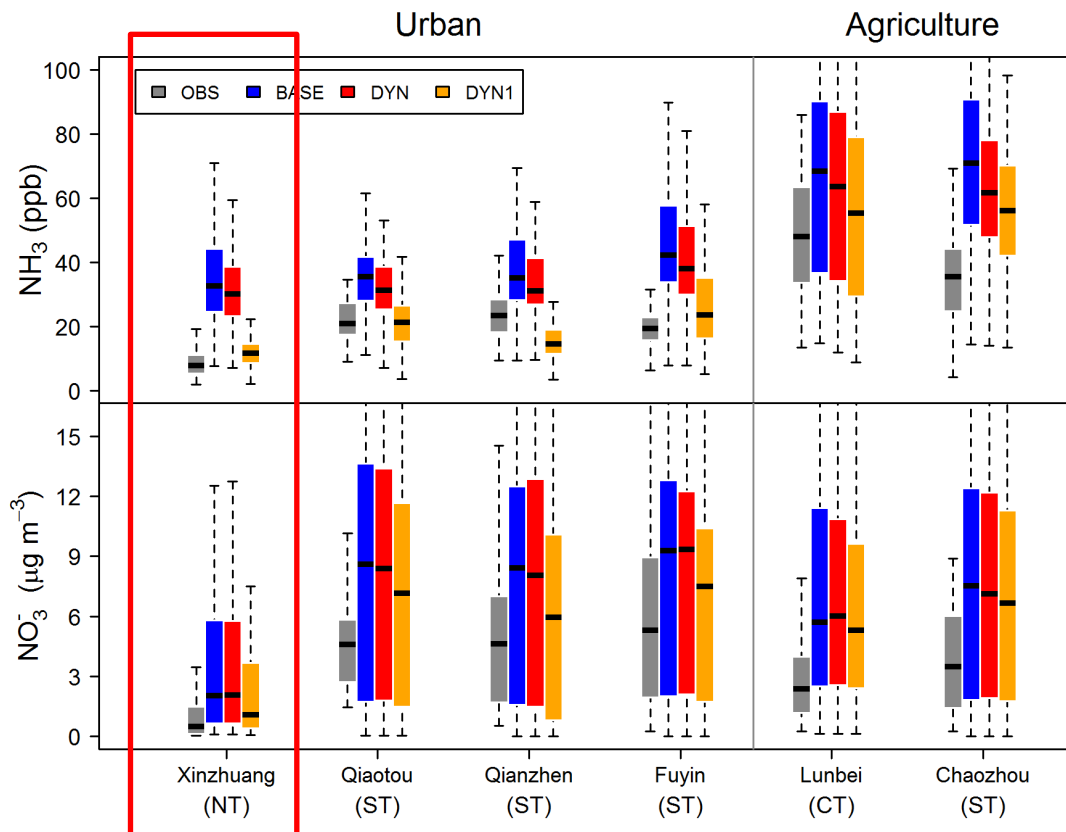 Urban Agriculture
OBS BASE DYN DYN1
NH₃ (ppb)
100
80
60
40
20
0
NO₃⁻ (μg m⁻³)
15
12
9
6
3
0
Xinzhuang Qiaotou Qianzhen Fuyin Lunbei Chaozhou
(NT) (ST) (ST) (ST) (CT) (ST)